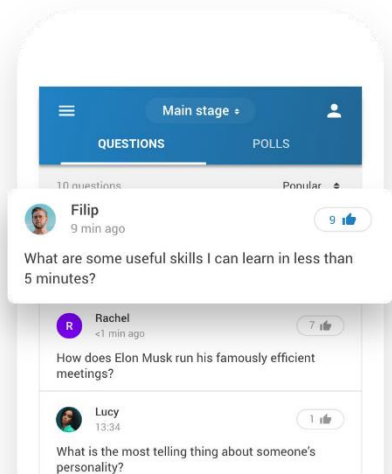 Main stage
QUESTIONS POLLS
10 questions Popular
Filip
9 min ago
9
What are some useful skills I can learn in less than
5 minutes?
R
Rachel
<1 min ago
7
How does Elon Musk run his famously efficient
meetings?
Lucy
13:34
1
What is the most telling thing about someone's
personality?